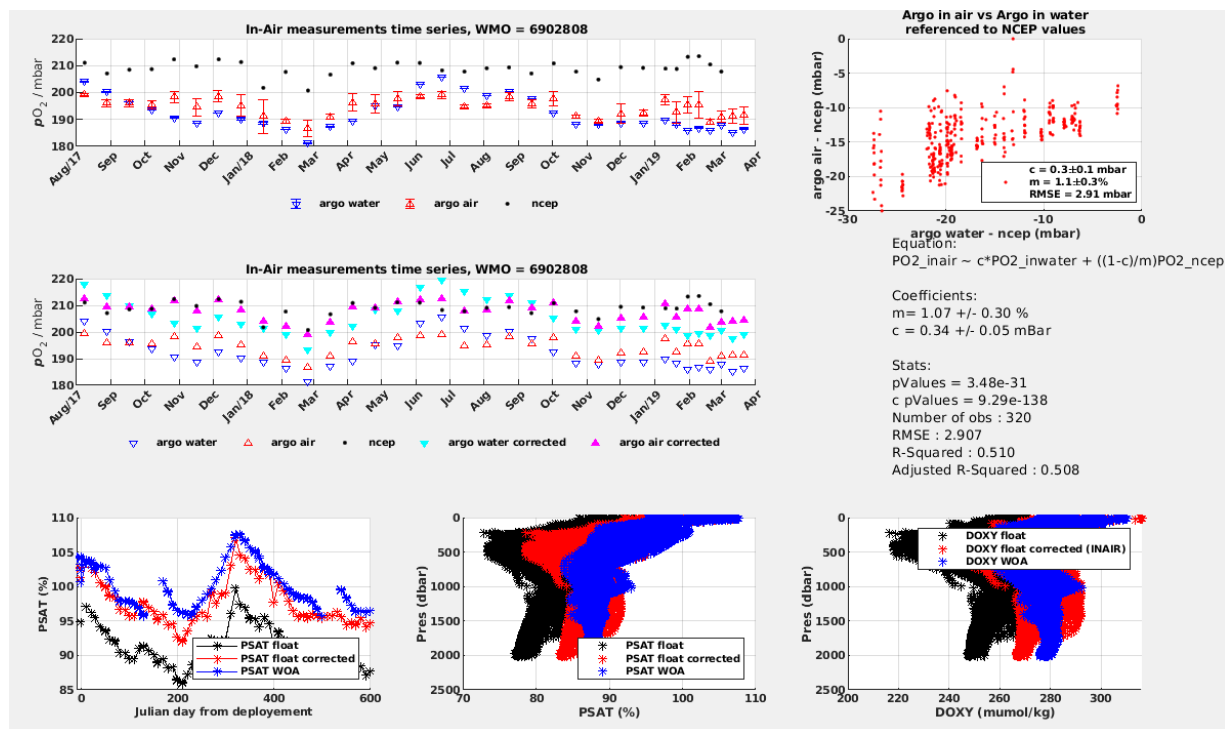 In-Air measurements time series, WMO = 6902808
220
210
200
190
180
pO2 / mbar
Aug/17 Sep Oct Nov Dec Jan/18 Feb Mar Apr May Jun Jul Aug Sep Oct Nov Dec Jan/19 Feb Mar Apr
argo water argo air ncep
Argo in air vs Argo in water
referenced to NCEP values
0
-5
-10
-15
-20
-25
argo air - ncep (mbar)
c = 0.3±0.1 mbar
m = 1.1±0.3%
RMSE = 2.91 mbar
-30 -20 -10 0
argo water - ncep (mbar)
In-Air measurements time series, WMO = 6902808
220
210
200
190
180
pO2 / mbar
Aug/17 Sep Oct Nov Dec Jan/18 Feb Mar Apr May Jun Jul Aug Sep Oct Nov Dec Jan/19 Feb Mar Apr
argo water argo air ncep argo water corrected argo air corrected
Equation:
PO2_inair ~ c*PO2_inwater + ((1-c)/m)PO2_ncep
Coefficients:
m= 1.07 +/- 0.30 %
c = 0.34 +/- 0.05 mBar
Stats:
pValues = 3.48e-31
c pValues = 9.29e-138
Number of obs : 320
RMSE : 2.907
R-Squared : 0.510
Adjusted R-Squared : 0.508
110
105
100
95
90
85
PSAT (%)
PSAT float
PSAT float corrected
PSAT WOA
0 200 400 600
Julian day from deployement
0
500
1000
1500
2000
2500
Pres (dbar)
PSAT float
PSAT float corrected
PSAT WOA
70 80 90 100 110
PSAT (%)
0
500
1000
1500
2000
2500
Pres (dbar)
DOXY float
DOXY float corrected (INAIR)
DOXY WOA
200 220 240 260 280 300
DOXY (mumol/kg)